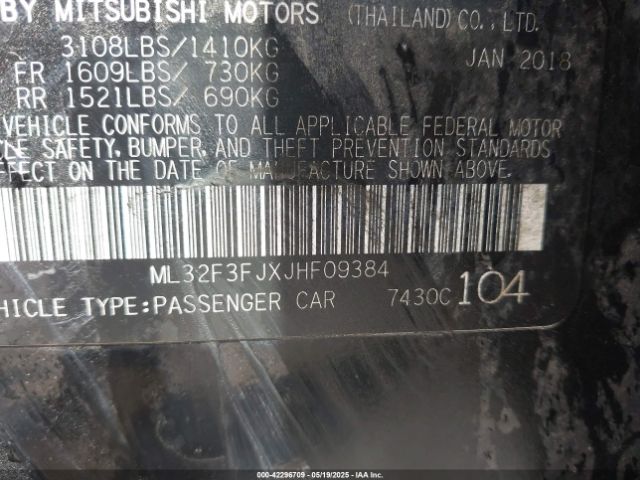 BY MITSUBISHI MOTORS (THAILAND) CO., LTD.
3108LBS/1410KG JAN 2018
FR 1609LBS/ 730KG
RR 1521LBS/ 690KG
VEHICLE CONFORMS TO ALL APPLICABLE FEDERAL MOTOR
SAFETY, BUMPER, AND THEFT PREVENTION STANDARDS
ON THE DATE OF MANUFACTURE SHOWN ABOVE.
ML32F3FJXJHF09384
TYPE:PASSENGER CAR 7430C 104
000-42296709 - 05/19/2025 - IAA Inc.